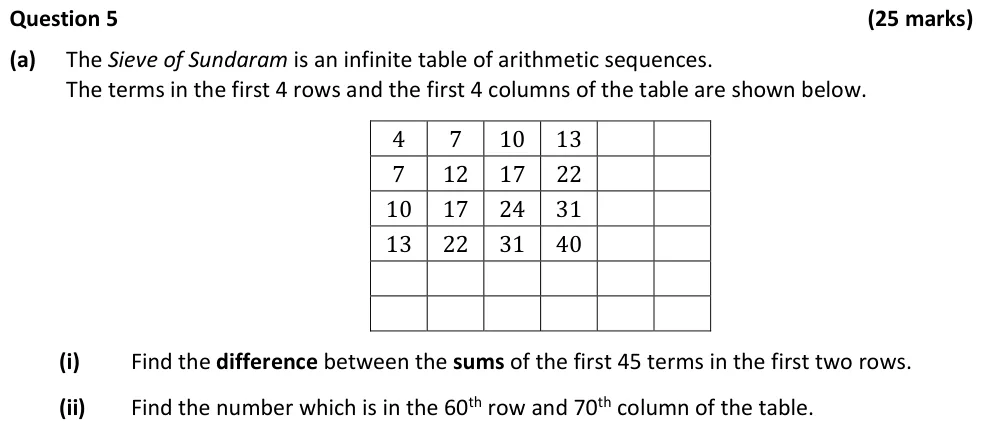 Question 5 (25 marks)
(a) The Sieve of Sundaram is an infinite table of arithmetic sequences.
The terms in the first 4 rows and the first 4 columns of the table are shown below.
4 7 10 13
7 12 17 22
10 17 24 31
13 22 31 40
(i) Find the difference between the sums of the first 45 terms in the first two rows.
(ii) Find the number which is in the 60th row and 70th column of the table.